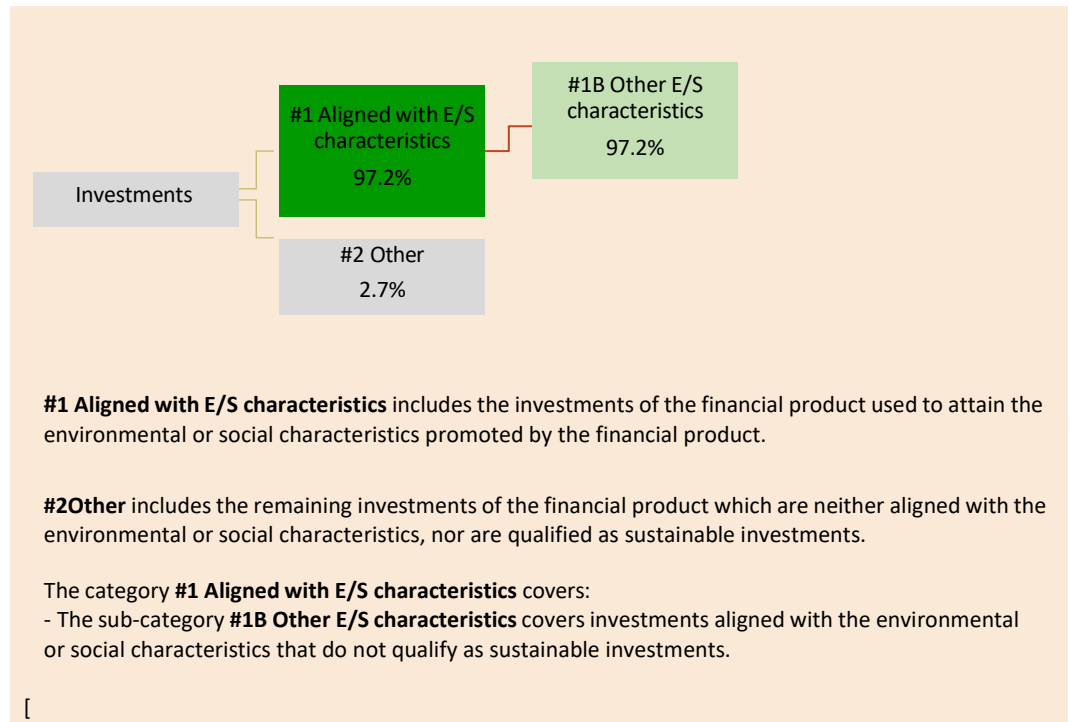 #1B Other E/S
characteristics
97.2%
#1 Aligned with E/S
characteristics
97.2%
Investments
#2 Other
2.7%
#1 Aligned with E/S characteristics includes the investments of the financial product used to attain the
environmental or social characteristics promoted by the financial product.
#2Other includes the remaining investments of the financial product which are neither aligned with the
environmental or social characteristics, nor are qualified as sustainable investments.
The category #1 Aligned with E/S characteristics covers:
- The sub-category #1B Other E/S characteristics covers investments aligned with the environmental
or social characteristics that do not qualify as sustainable investments.
[